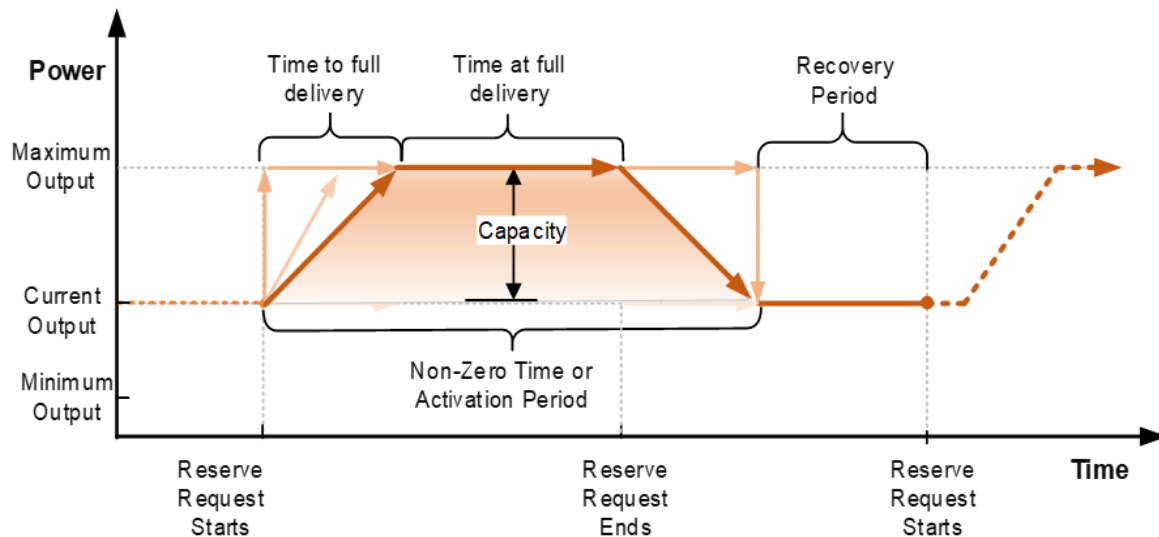 Power
Time to full
delivery
Time at full
delivery
Recovery
Period
Maximum
Output
Capacity
Current
Output
Non-Zero Time or
Activation Period
Minimum
Output
Reserve
Request
Starts
Reserve
Request
Ends
Reserve
Request
Starts
Time